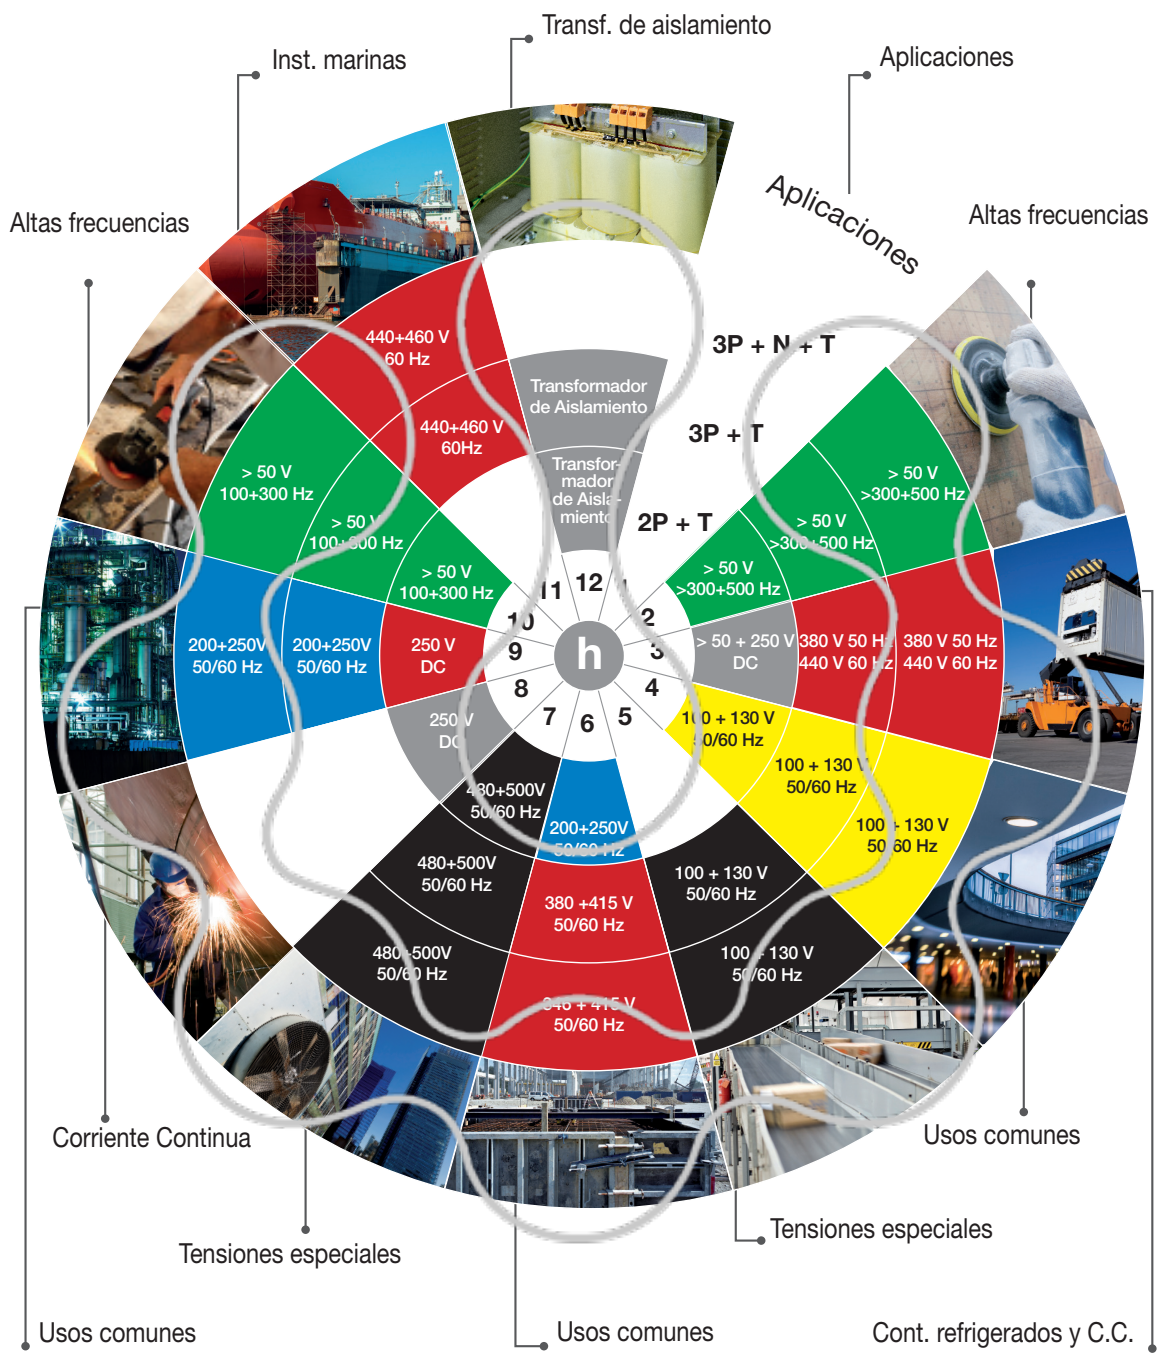 Transf. de aislamiento
Inst. marinas
Aplicaciones
Altas frecuencias
Altas frecuencias
Aplicaciones
3P + N + T
3P + T
2P + T
Transformador
de Aislamiento
Transfor-
mador
de Aisla-
miento
440+460 V
60 Hz
440+460 V
60Hz
> 50 V
100+300 Hz
> 50 V
100+300 Hz
> 50 V
100+300 Hz
> 50 V
>300+500 Hz
> 50 V
>300+500 Hz
> 50 V
>300+500 Hz
200+250V
50/60 Hz
200+250V
50/60 Hz
250 V
DC
> 50 + 250 V
DC
380 V 50 Hz
440 V 60 Hz
380 V 50 Hz
440 V 60 Hz
250 V
DC
100 + 130 V
50/60 Hz
100 + 130 V
50/60 Hz
100 + 130 V
50/60 Hz
480+500V
50/60 Hz
480+500V
50/60 Hz
480+500V
50/60 Hz
200+250V
50/60 Hz
380 +415 V
50/60 Hz
346 + 415 V
50/60 Hz
100 + 130 V
50/60 Hz
100 + 130 V
50/60 Hz
12
1
2
3
4
5
6
7
8
9
10
11
h
Corriente Continua
Usos comunes
Tensiones especiales
Tensiones especiales
Usos comunes
Usos comunes
Cont. refrigerados y C.C.